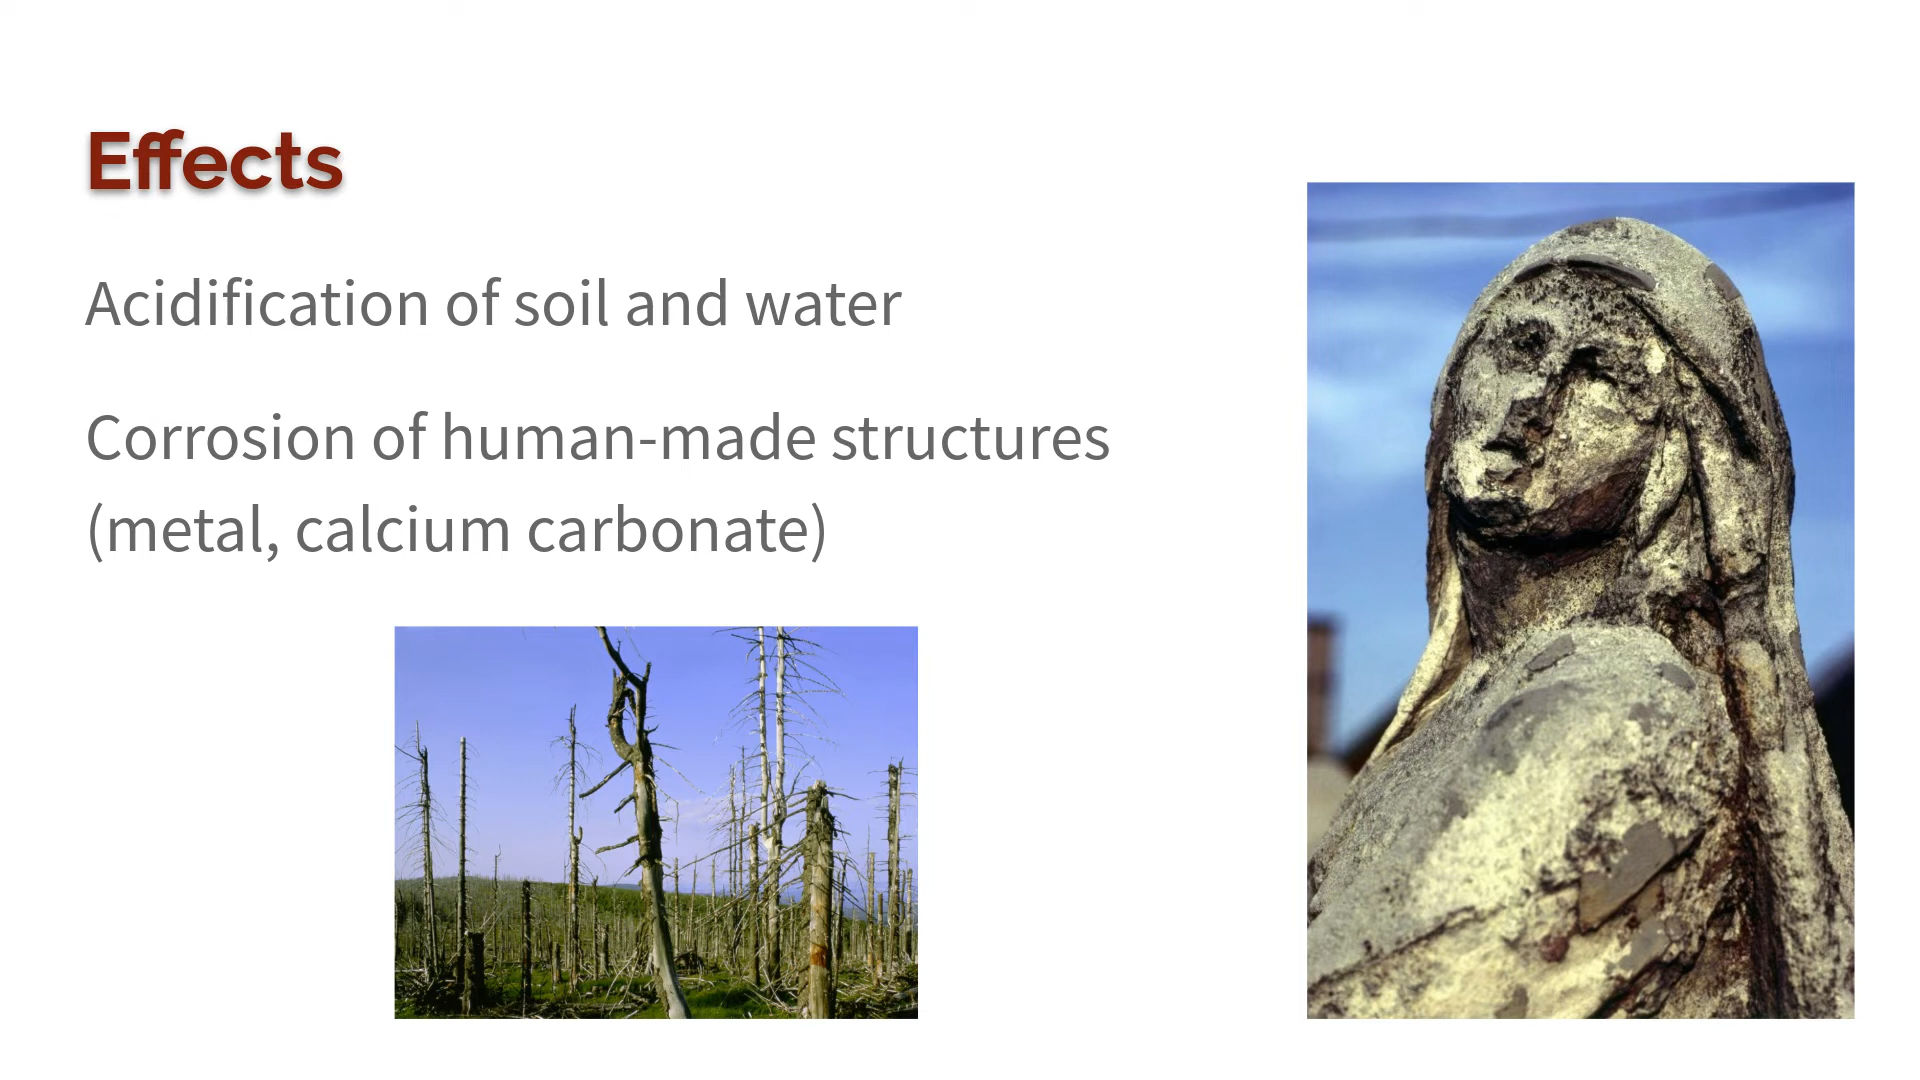 Effects
Acidification of soil and water
Corrosion of human-made structures
(metal, calcium carbonate)